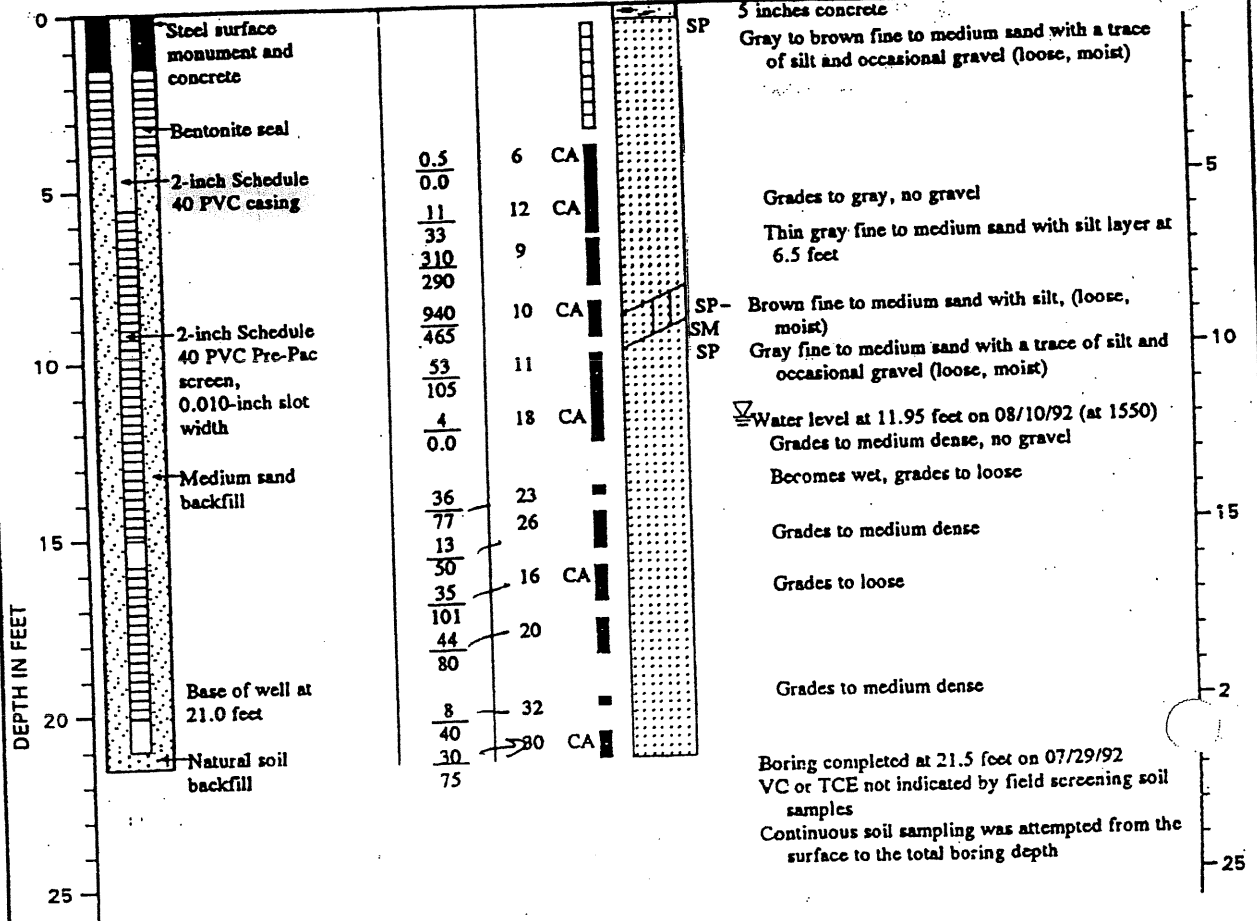 0
Steel surface
monument and
concrete
Bentonite seal
2-inch Schedule
40 PVC casing
5
2-inch Schedule
40 PVC Pre-Pac
screen,
0.010-inch slot
width
10
Medium sand
backfill
15
DEPTH IN FEET
Base of well at
21.0 feet
20
Natural soil
backfill
25
0.5
0.0
6 CA
11
33
12 CA
310
290
9
940
465
10 CA
53
105
11
4
0.0
18 CA
36
77
23
13
50
26
35
101
16 CA
44
80
20
8
40
32
30
75
30 CA
SP
SP-
SM
SP
5 inches concrete
Gray to brown fine to medium sand with a trace
of silt and occasional gravel (loose, moist)
Grades to gray, no gravel
Thin gray fine to medium sand with silt layer at
6.5 feet
Brown fine to medium sand with silt, (loose,
moist)
Gray fine to medium sand with a trace of silt and
occasional gravel (loose, moist)
Water level at 11.95 feet on 08/10/92 (at 1550)
Grades to medium dense, no gravel
Becomes wet, grades to loose
Grades to medium dense
Grades to loose
Grades to medium dense
Boring completed at 21.5 feet on 07/29/92
VC or TCE not indicated by field screening soil
samples
Continuous soil sampling was attempted from the
surface to the total boring depth
0
5
10
15
2
25